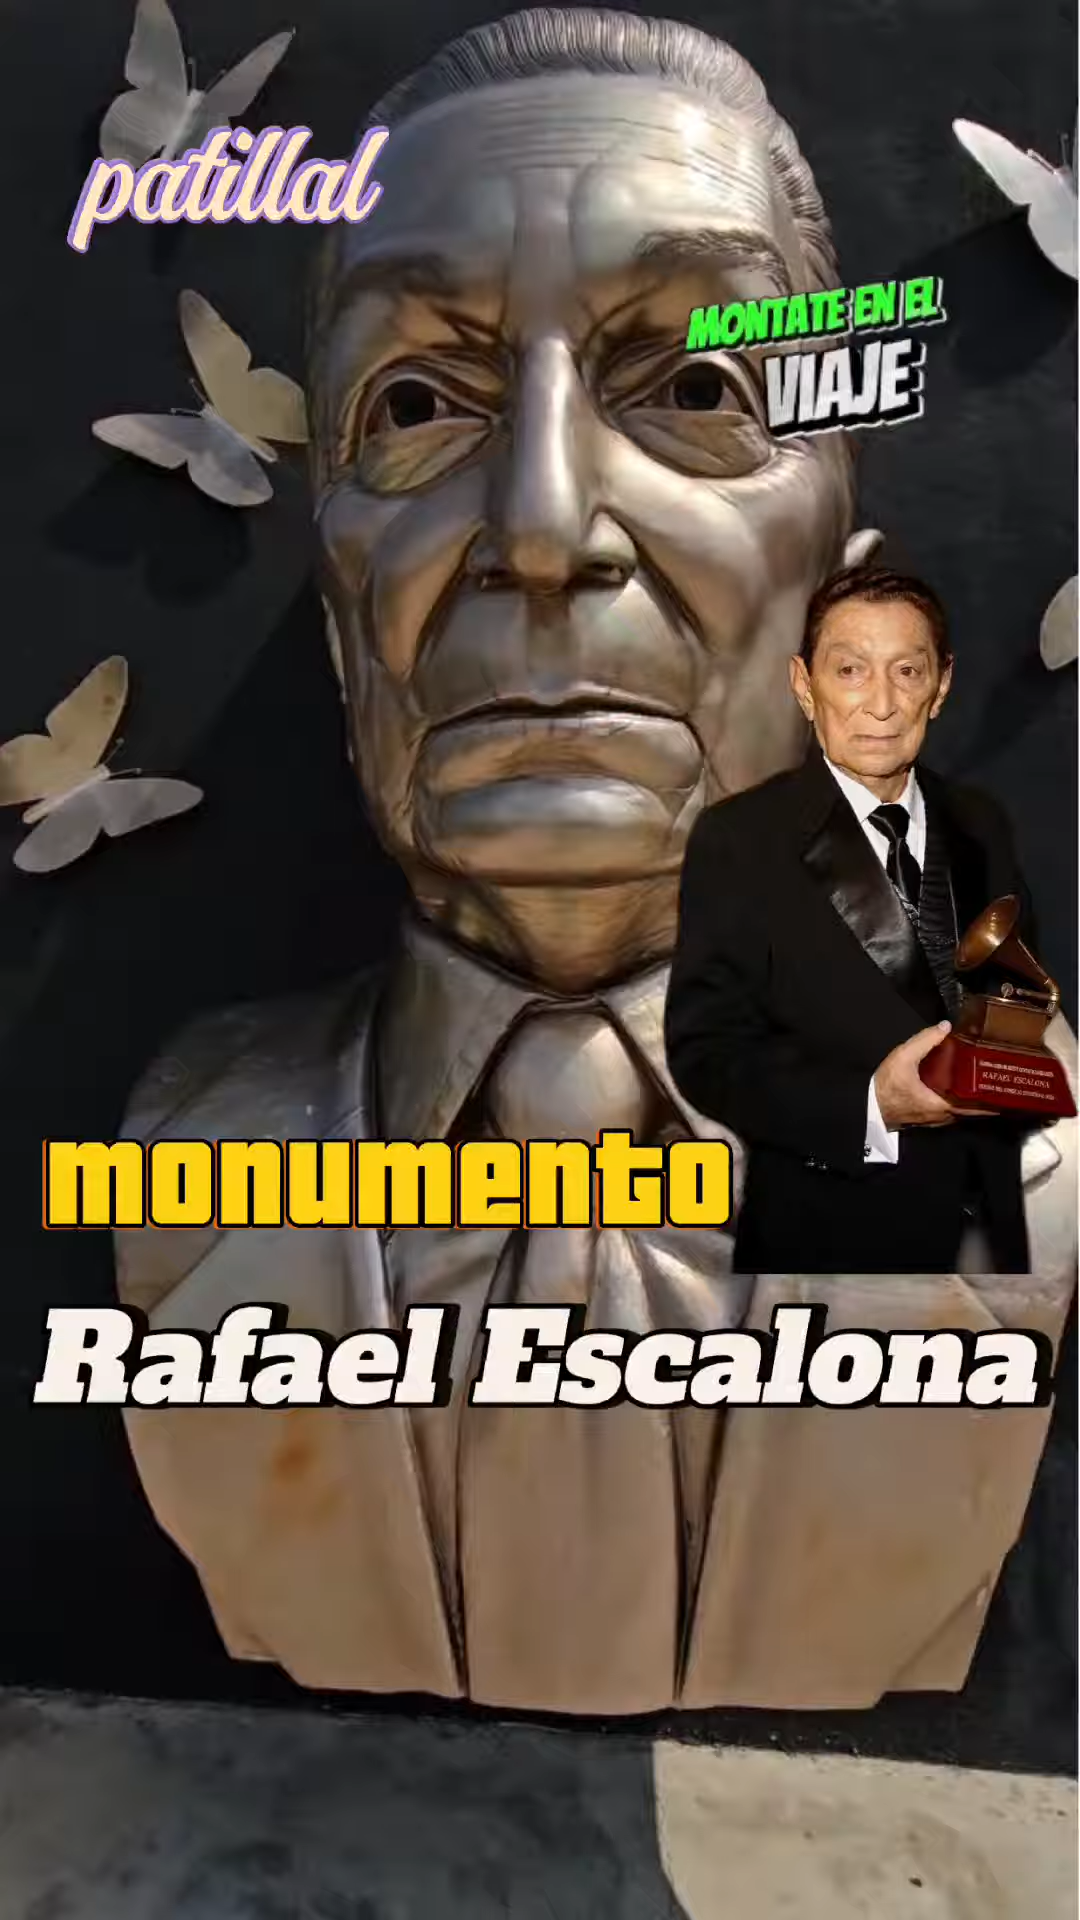 patillal
MONTATE EN EL
VIAJE
RAFAEL ESCALONA
monumento
Rafael Escalona